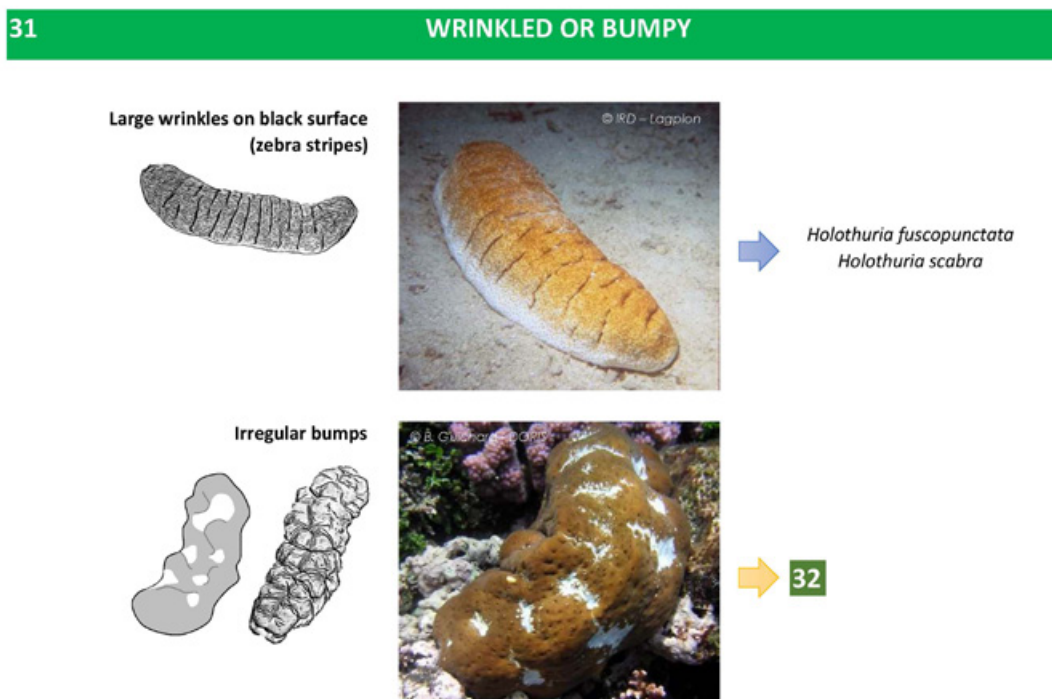 31 WRINKLED OR BUMPY
Large wrinkles on black surface
(zebra stripes)
© IRD – Lagplon
Holothuria fuscopunctata
Holothuria scabra
Irregular bumps
32